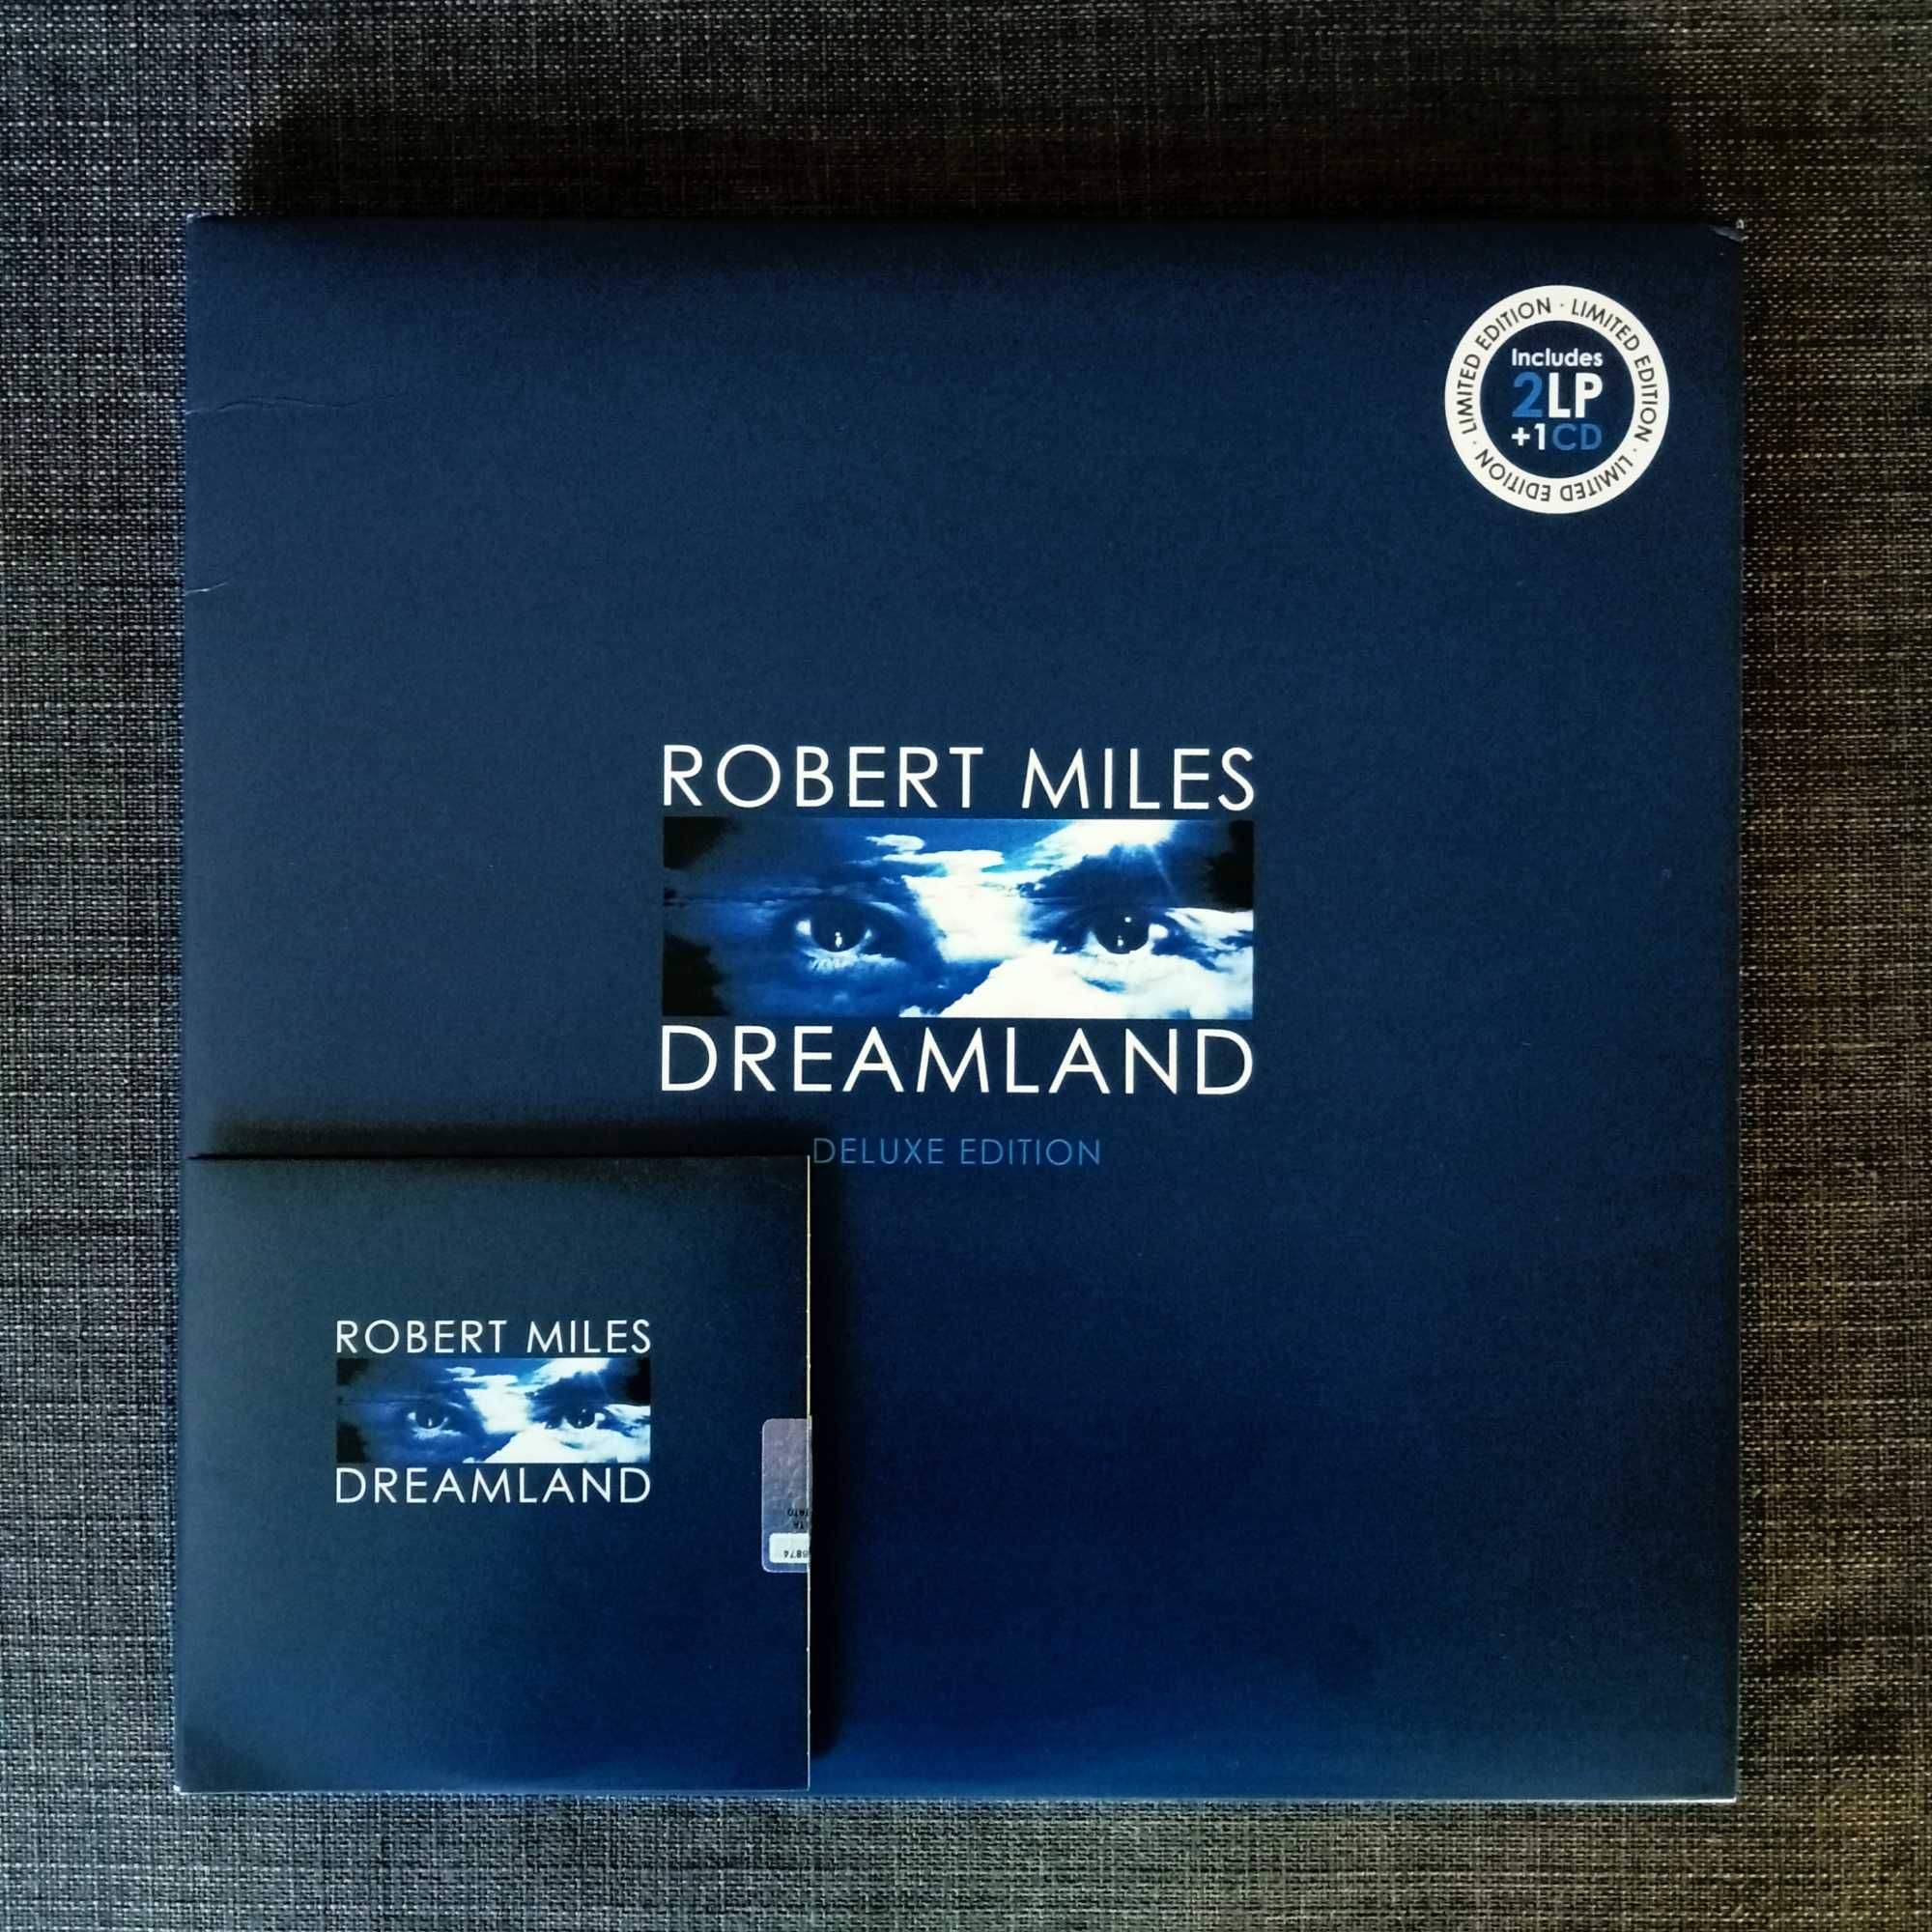 LIMITED EDITION · LIMITED EDITION · LIMITED EDITION ·
Includes
2LP
+1CD
ROBERT MILES
DREAMLAND
DELUXE EDITION
ROBERT MILES
DREAMLAND